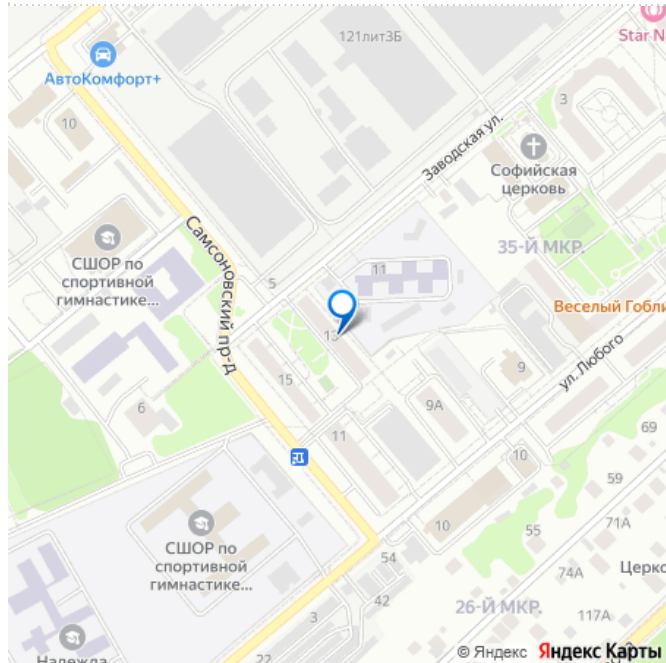 121лит3Б
Star N
АвтоКомфорт+
10
3
Заводская ул.
Софийская
церковь
Самсоновский пр-д
СШОР по
спортивной
гимнастике...
35-Й МКР.
11
5
Веселый Гобли
13
ул. Любого
15
9
6
9А
11
69
10
59
10
55
71А
СШОР по
спортивной
гимнастике...
54
74А
Церко
42
26-Й МКР.
3
117А
22
Надежда
© Яндекс Яндекс Карты